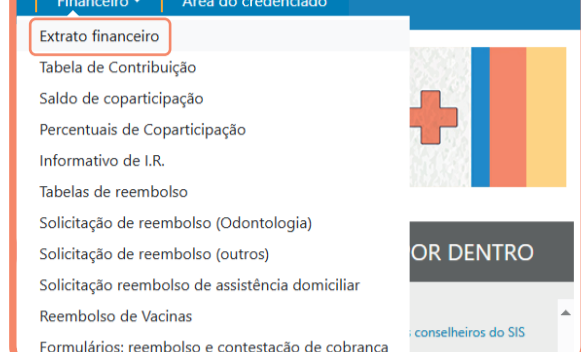 Financeiro
Área do credenciado
Extrato financeiro
Tabela de Contribuição
Saldo de coparticipação
Percentuais de Coparticipação
Informativo de I.R.
Tabelas de reembolso
Solicitação de reembolso (Odontologia)
Solicitação de reembolso (outros)
OR DENTRO
Solicitação reembolso de assistência domiciliar
Reembolso de Vacinas
conselheiros do SIS
Formulários: reembolso e contestação de cobrança